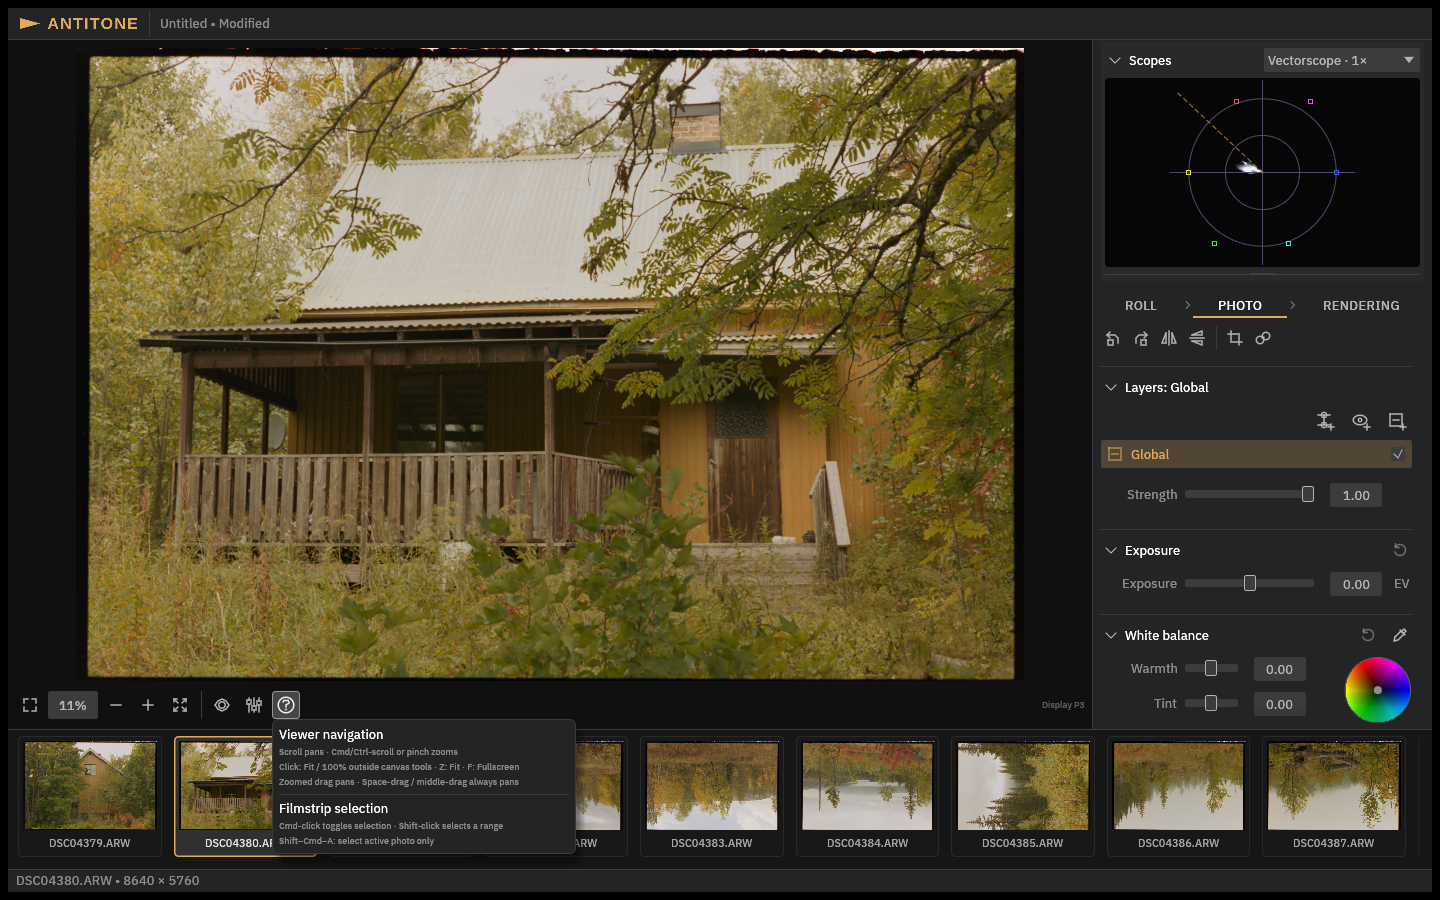 ANTITONE
Untitled • Modified
Scopes
Vectorscope · 1×
ROLL
PHOTO
RENDERING
Layers: Global
Global
Strength
1.00
Exposure
Exposure
0.00
EV
White balance
Warmth
0.00
Tint
0.00
11%
Display P3
Viewer navigation
Scroll pans · Cmd/Ctrl-scroll or pinch zooms
Click: Fit / 100% outside canvas tools · Z: Fit · F: Fullscreen
Zoomed drag pans · Space-drag / middle-drag always pans
Filmstrip selection
Cmd-click toggles selection · Shift-click selects a range
Shift–Cmd–A: select active photo only
DSC04379.ARW
DSC04380.AR
ARW
DSC04383.ARW
DSC04384.ARW
DSC04385.ARW
DSC04386.ARW
DSC04387.ARW
DSC04380.ARW • 8640 × 5760